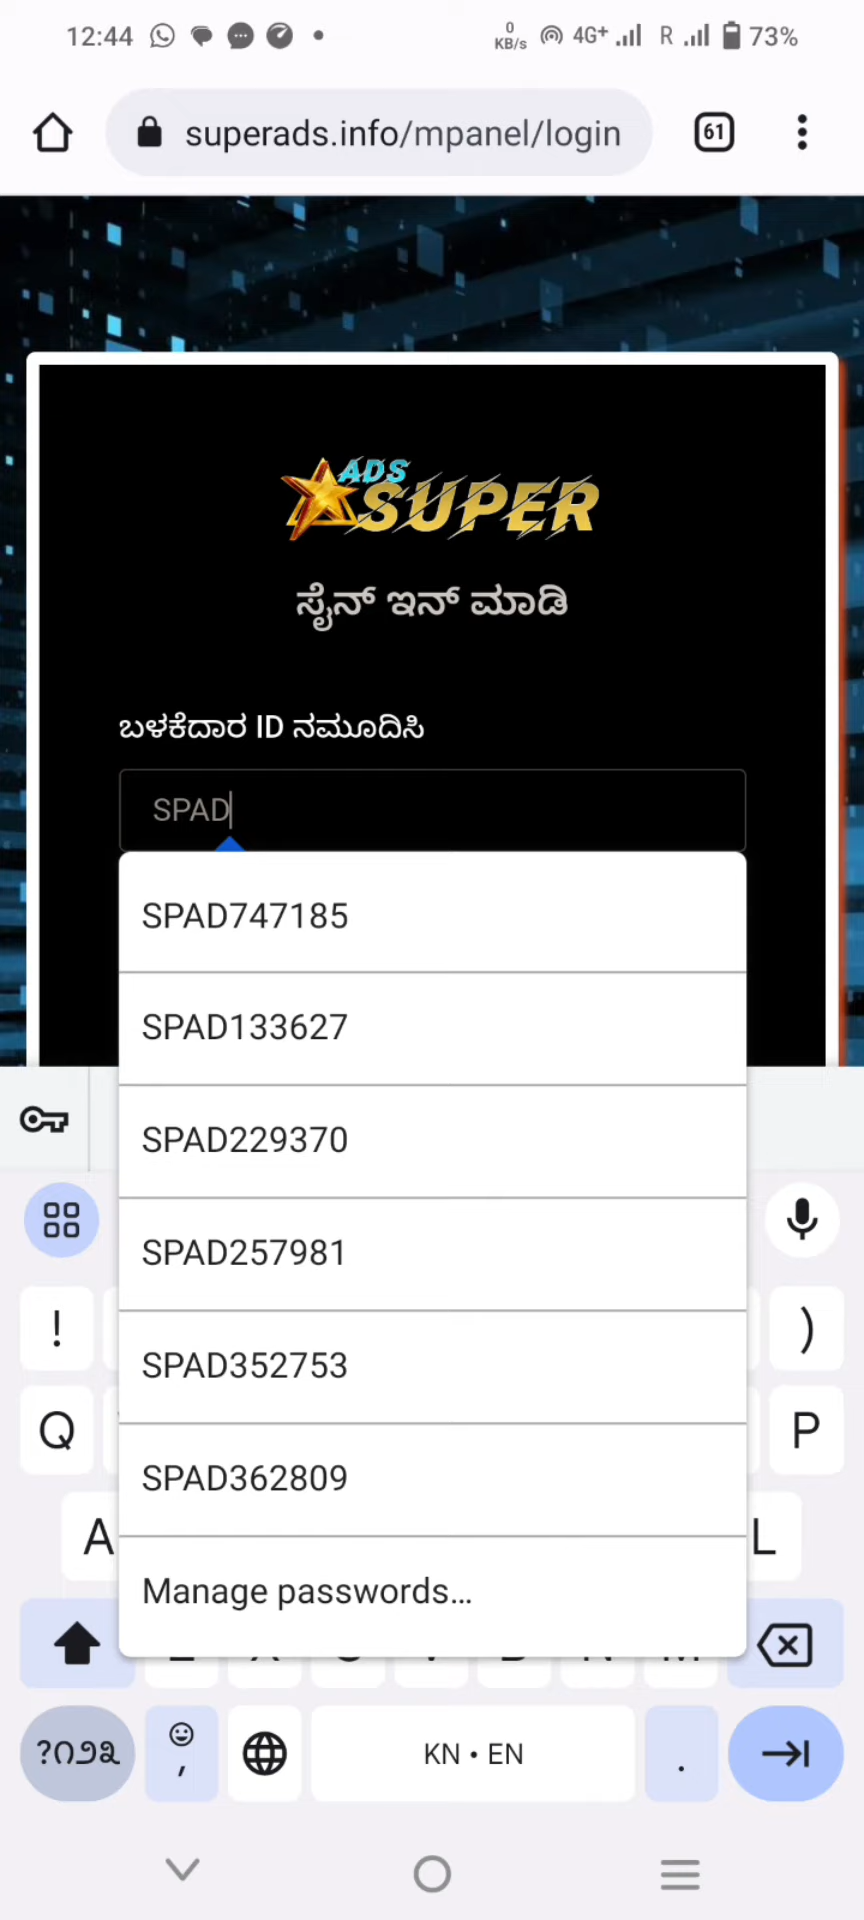 12:44
0 KB/s 4G+ R 73%
superads.info/mpanel/login
61
ADS
SUPER
ಸೈನ್ ಇನ್ ಮಾಡಿ
ಬಳಕೆದಾರ ID ನಮೂದಿಸಿ
SPAD
SPAD747185
SPAD133627
SPAD229370
SPAD257981
SPAD352753
SPAD362809
Manage passwords...
! )
Q P
A L
?೧೨೩ , KN • EN .